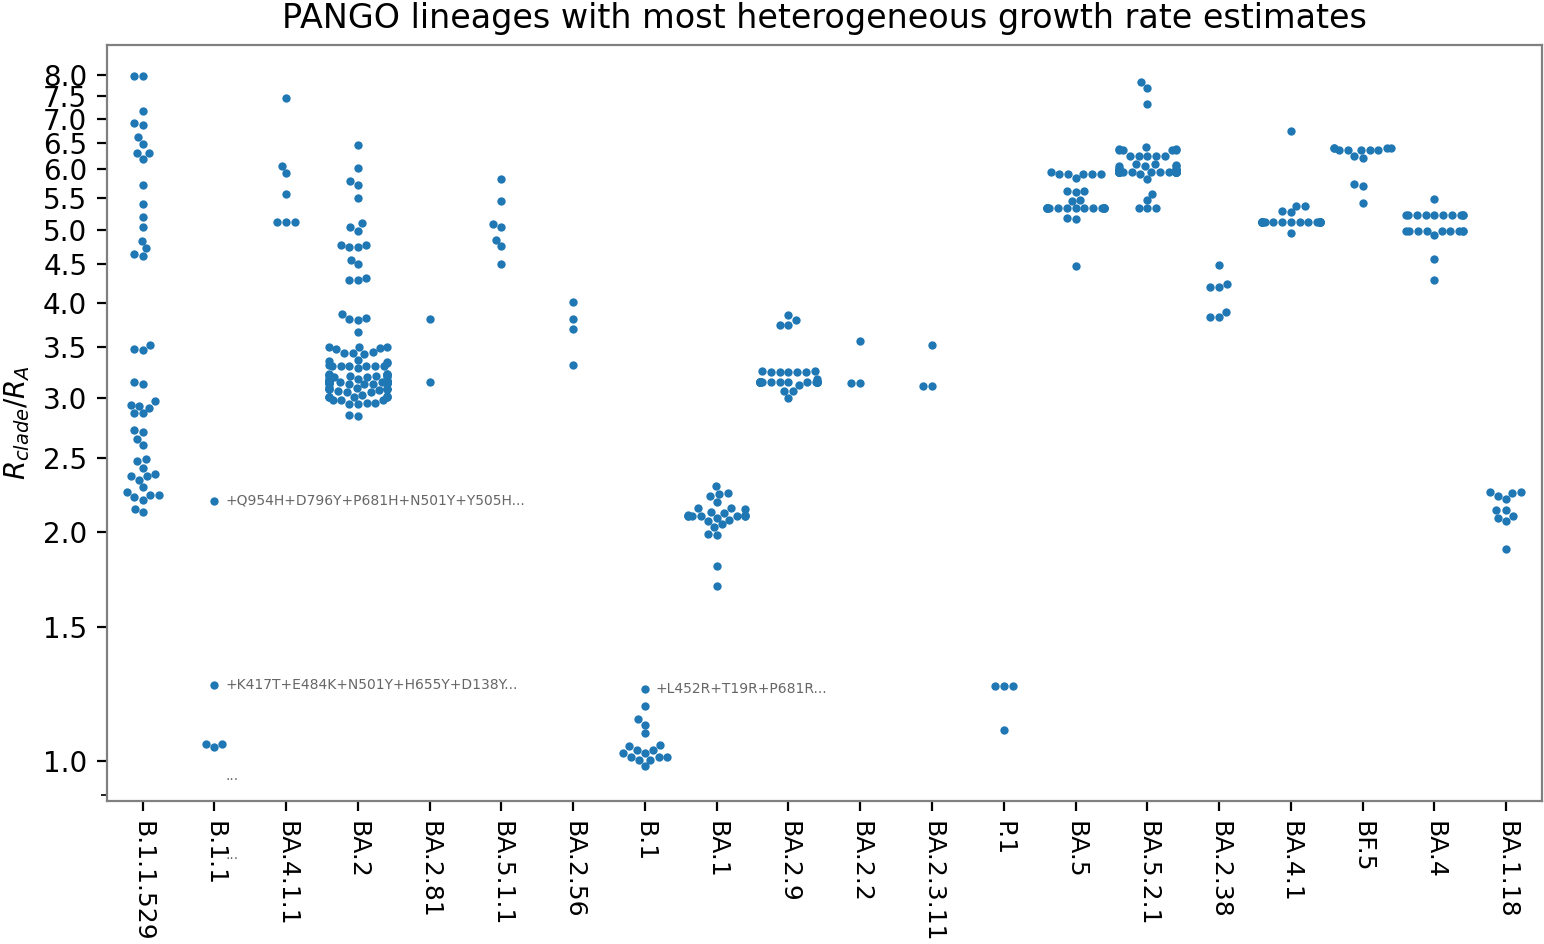 PANGO lineages with most heterogeneous growth rate estimates
R_clade/R_A
8.0
7.5
7.0
6.5
6.0
5.5
5.0
4.5
4.0
3.5
3.0
2.5
2.0
1.5
1.0
+Q954H+D796Y+P681H+N501Y+Y505H...
+K417T+E484K+N501Y+H655Y+D138Y...
+L452R+T19R+P681R...
...
...
B.1.1.529
B.1.1
BA.4.1.1
BA.2
BA.2.81
BA.5.1.1
BA.2.56
B.1
BA.1
BA.2.9
BA.2.2
BA.2.3.11
P.1
BA.5
BA.5.2.1
BA.2.38
BA.4.1
BF.5
BA.4
BA.1.18